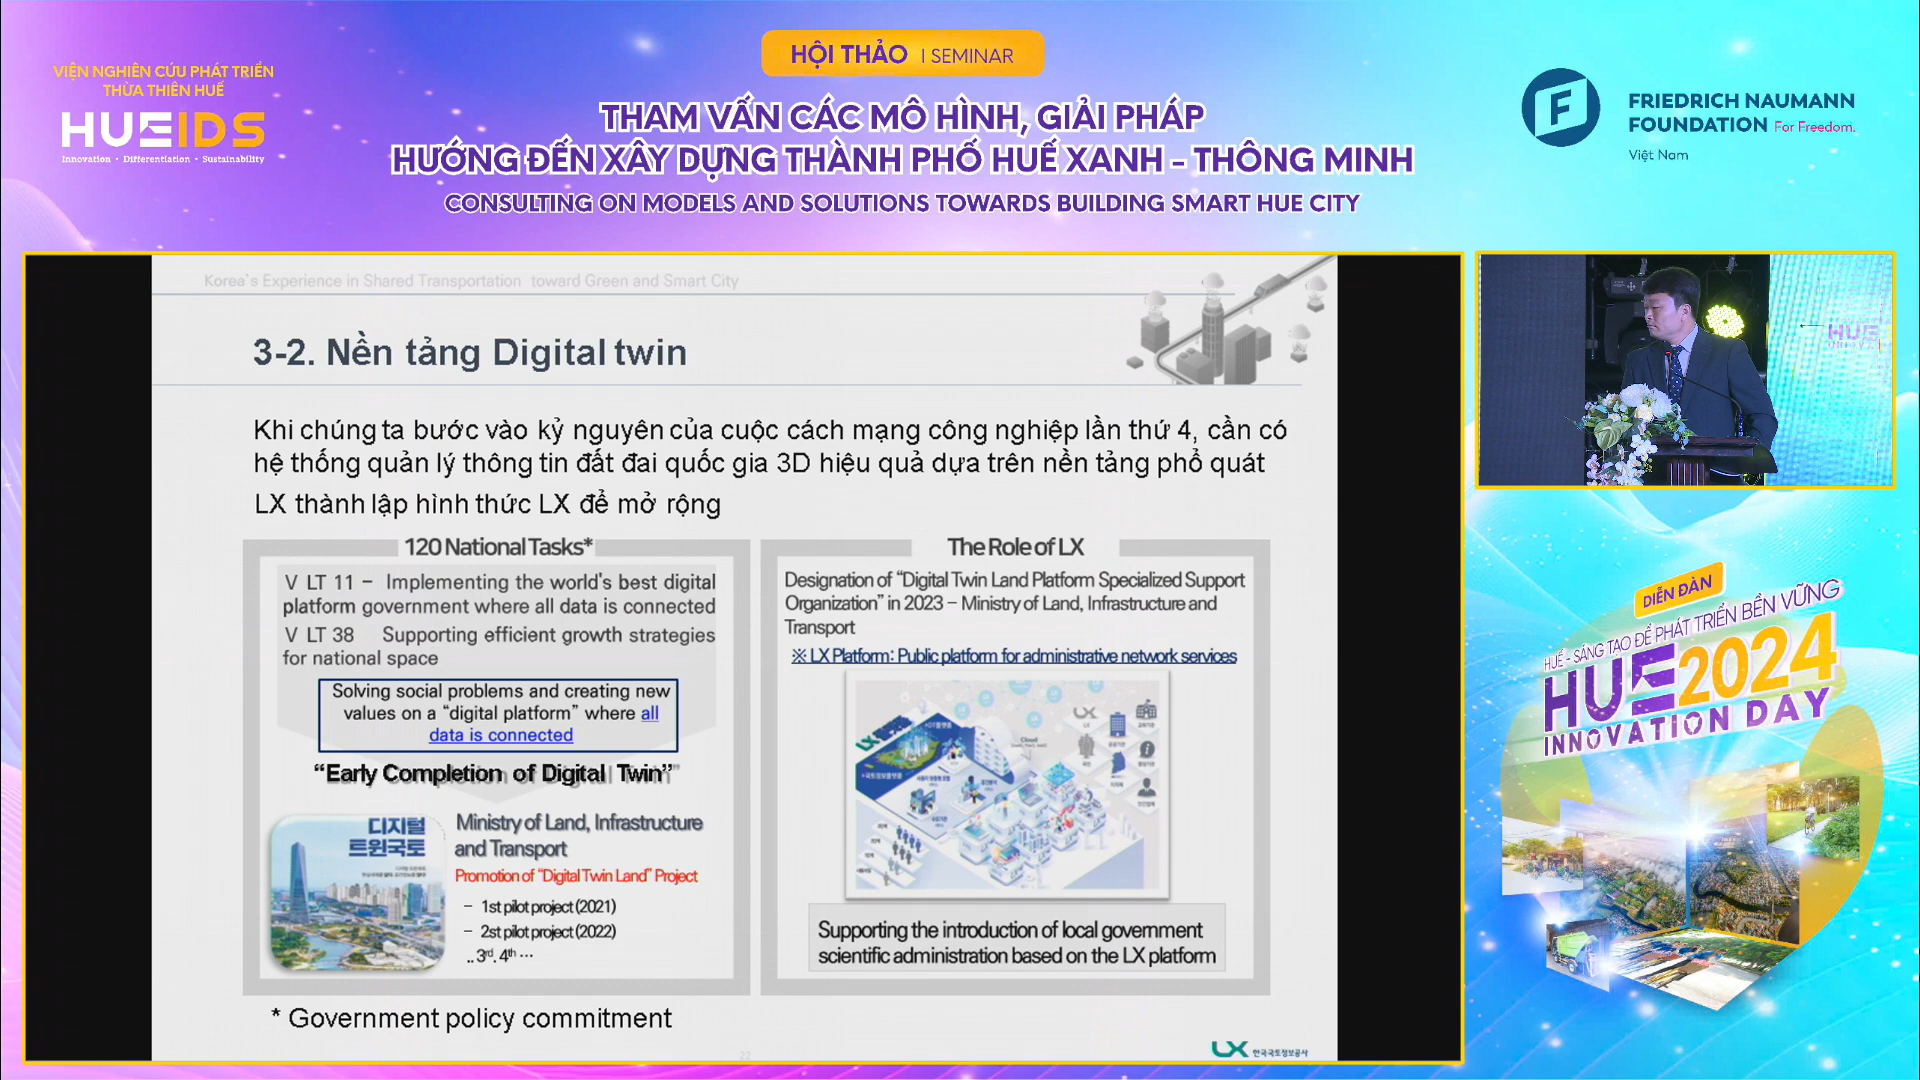 VIỆN NGHIÊN CỨU PHÁT TRIỂN
THỪA THIÊN HUẾ
HUEIDS
Innovation • Differentiation • Sustainability
HỘI THẢO | SEMINAR
THAM VẤN CÁC MÔ HÌNH, GIẢI PHÁP
HƯỚNG ĐẾN XÂY DỰNG THÀNH PHỐ HUẾ XANH - THÔNG MINH
CONSULTING ON MODELS AND SOLUTIONS TOWARDS BUILDING SMART HUE CITY
F
FRIEDRICH NAUMANN
FOUNDATION For Freedom.
Việt Nam
Korea's Experience in Shared Transportation toward Green and Smart City
3-2. Nền tảng Digital twin
Khi chúng ta bước vào kỷ nguyên của cuộc cách mạng công nghiệp lần thứ 4, cần có
hệ thống quản lý thông tin đất đai quốc gia 3D hiệu quả dựa trên nền tảng phổ quát
LX thành lập hình thức LX để mở rộng
120 National Tasks*
V LT 11 – Implementing the world's best digital
platform government where all data is connected
V LT 38 Supporting efficient growth strategies
for national space
Solving social problems and creating new
values on a “digital platform” where all
data is connected
“Early Completion of Digital Twin”
디지털
트윈국토
Ministry of Land, Infrastructure
and Transport
Promotion of “Digital Twin Land” Project
– 1st pilot project (2021)
– 2st pilot project (2022)
.. 3rd. 4th ···
The Role of LX
Designation of “Digital Twin Land Platform Specialized Support
Organization” in 2023 – Ministry of Land, Infrastructure and
Transport
※ LX Platform: Public platform for administrative network services
LX
Cloud
Supporting the introduction of local government
scientific administration based on the LX platform
* Government policy commitment
22
LX 한국국토정보공사
HUE
DIỄN ĐÀN
HUẾ - SÁNG TẠO ĐỂ PHÁT TRIỂN BỀN VỮNG
HUE 2024
INNOVATION DAY